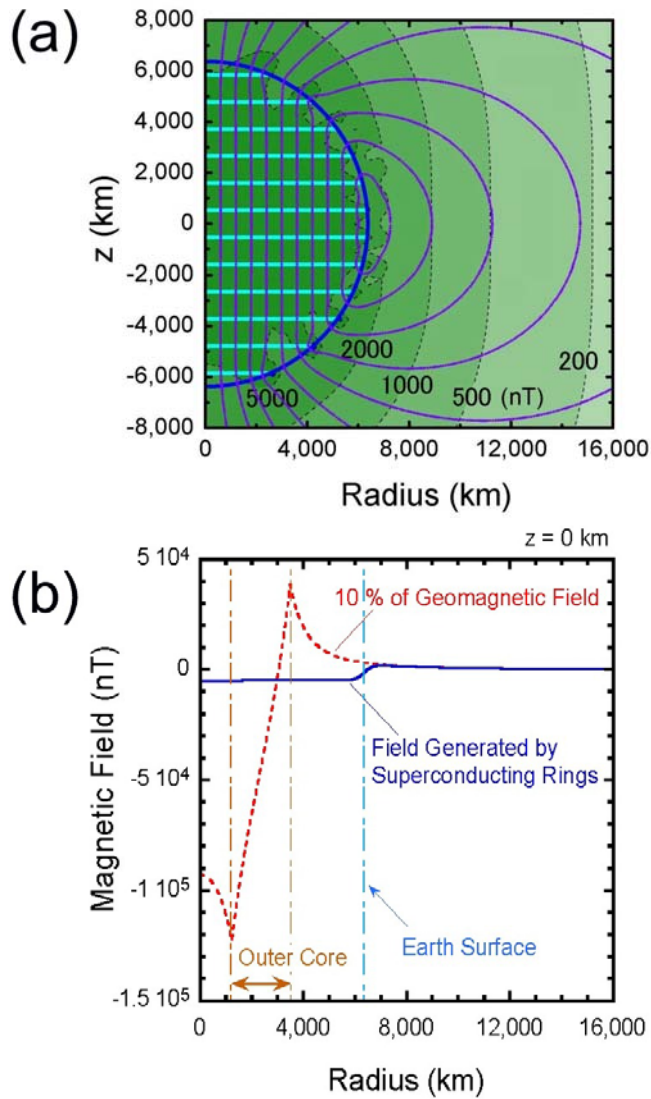 (a)
8,000
6,000
4,000
2,000
0
-2,000
-4,000
-6,000
-8,000
z (km)
5000
2000
1000
500 (nT)
200
0
4,000
8,000
12,000
16,000
Radius (km)
(b)
z = 0 km
5 10⁴
0
-5 10⁴
-1 10⁵
-1.5 10⁵
Magnetic Field (nT)
10 % of Geomagnetic Field
Field Generated by
Superconducting Rings
Earth Surface
Outer Core
0
4,000
8,000
12,000
16,000
Radius (km)